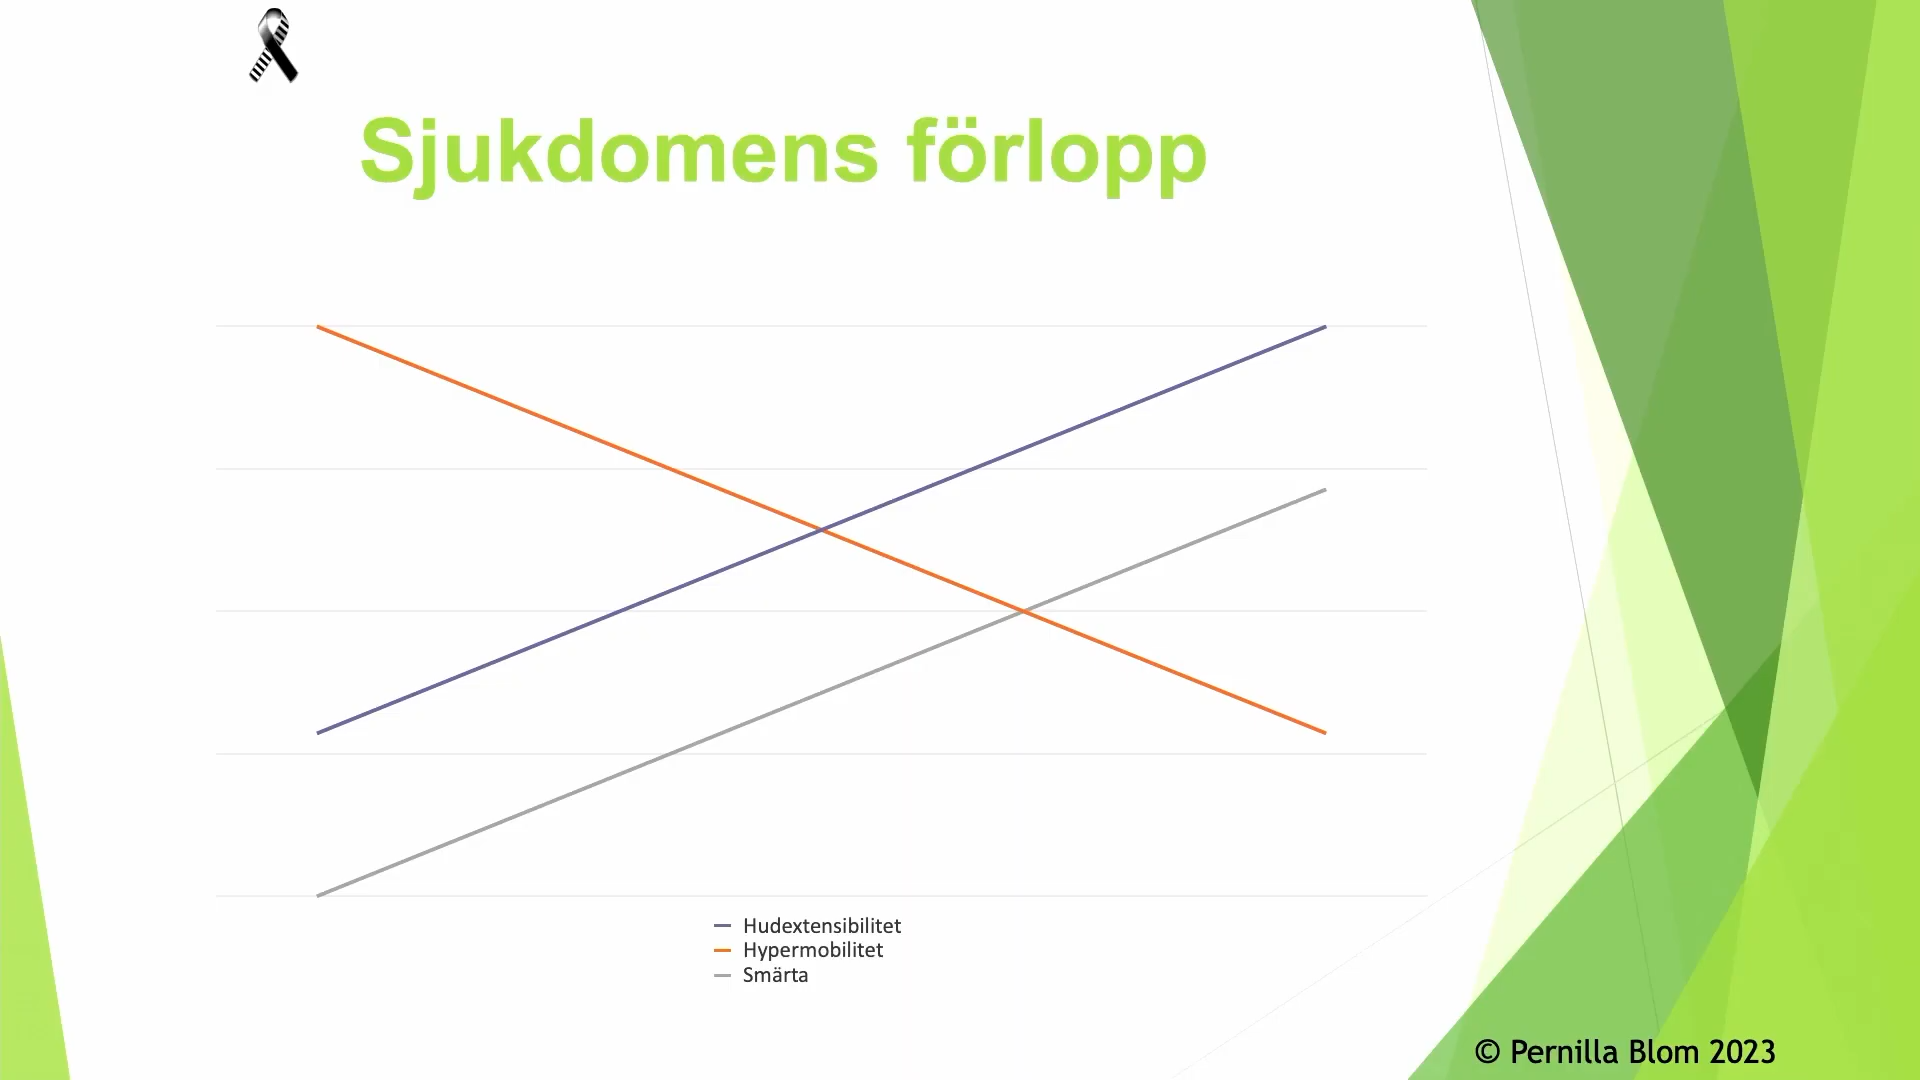 Sjukdomens förlopp
Hudextensibilitet
Hypermobilitet
Smärta
© Pernilla Blom 2023